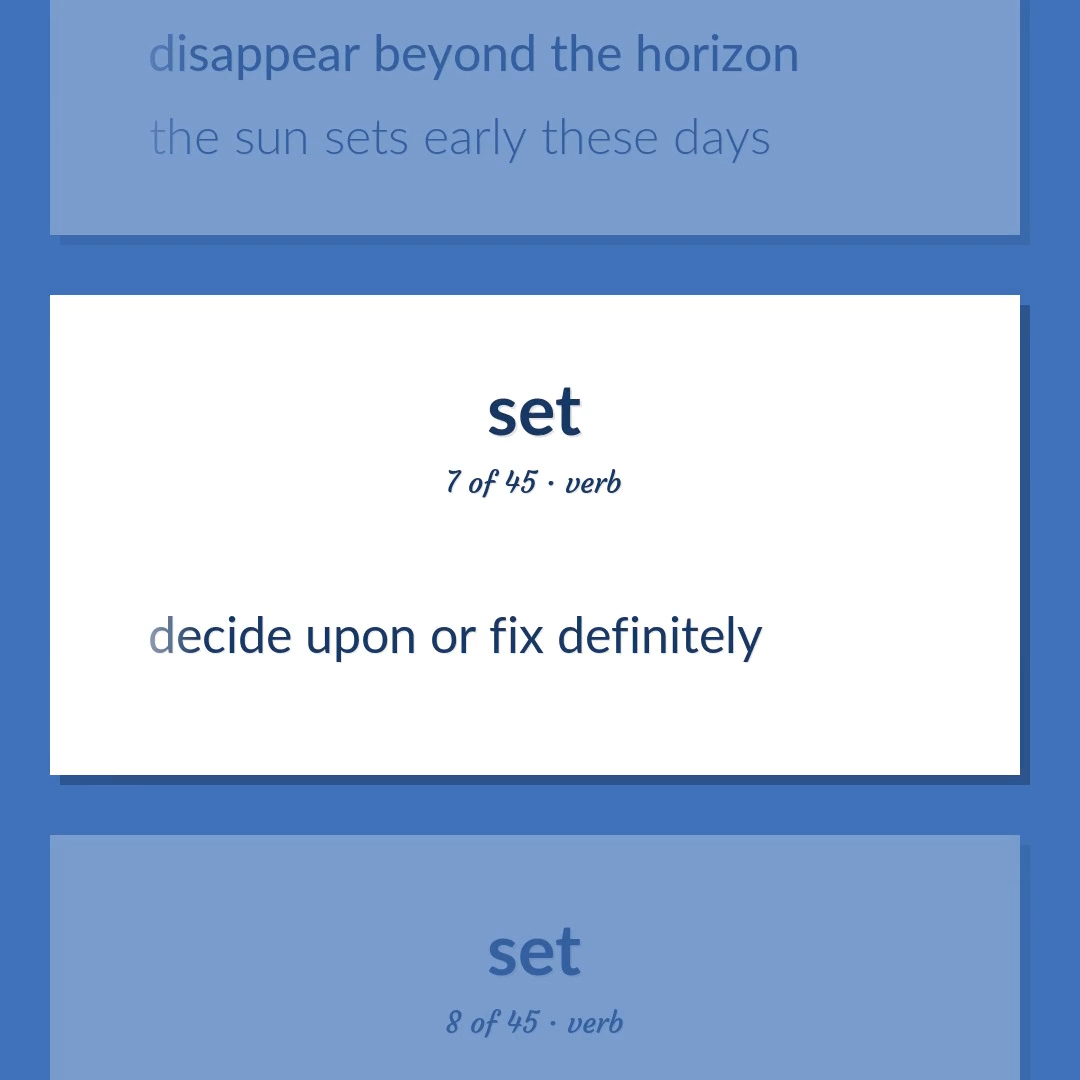 disappear beyond the horizon
the sun sets early these days
set
7 of 45 · verb
decide upon or fix definitely
set
8 of 45 · verb